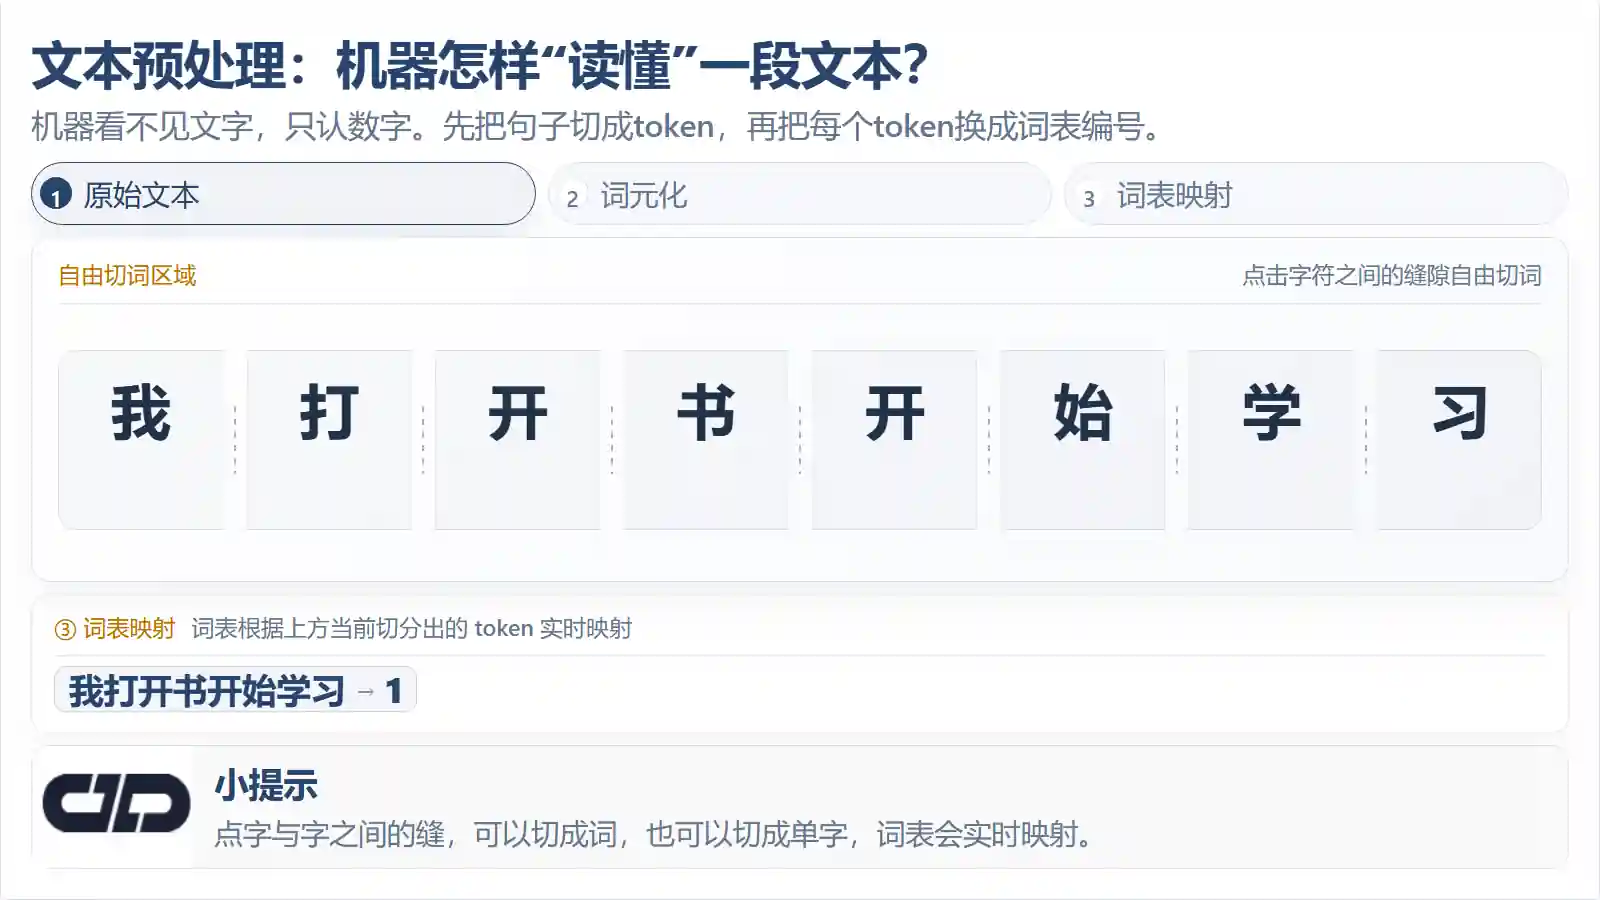 文本预处理：机器怎样“读懂”一段文本？
机器看不见文字，只认数字。先把句子切成token，再把每个token换成词表编号。
1 原始文本
2 词元化
3 词表映射
自由切词区域
点击字符之间的缝隙自由切词
我 打 开 书 开 始 学 习
③ 词表映射 词表根据上方当前切分出的 token 实时映射
我打开书开始学习 → 1
小提示
点字与字之间的缝，可以切成词，也可以切成单字，词表会实时映射。